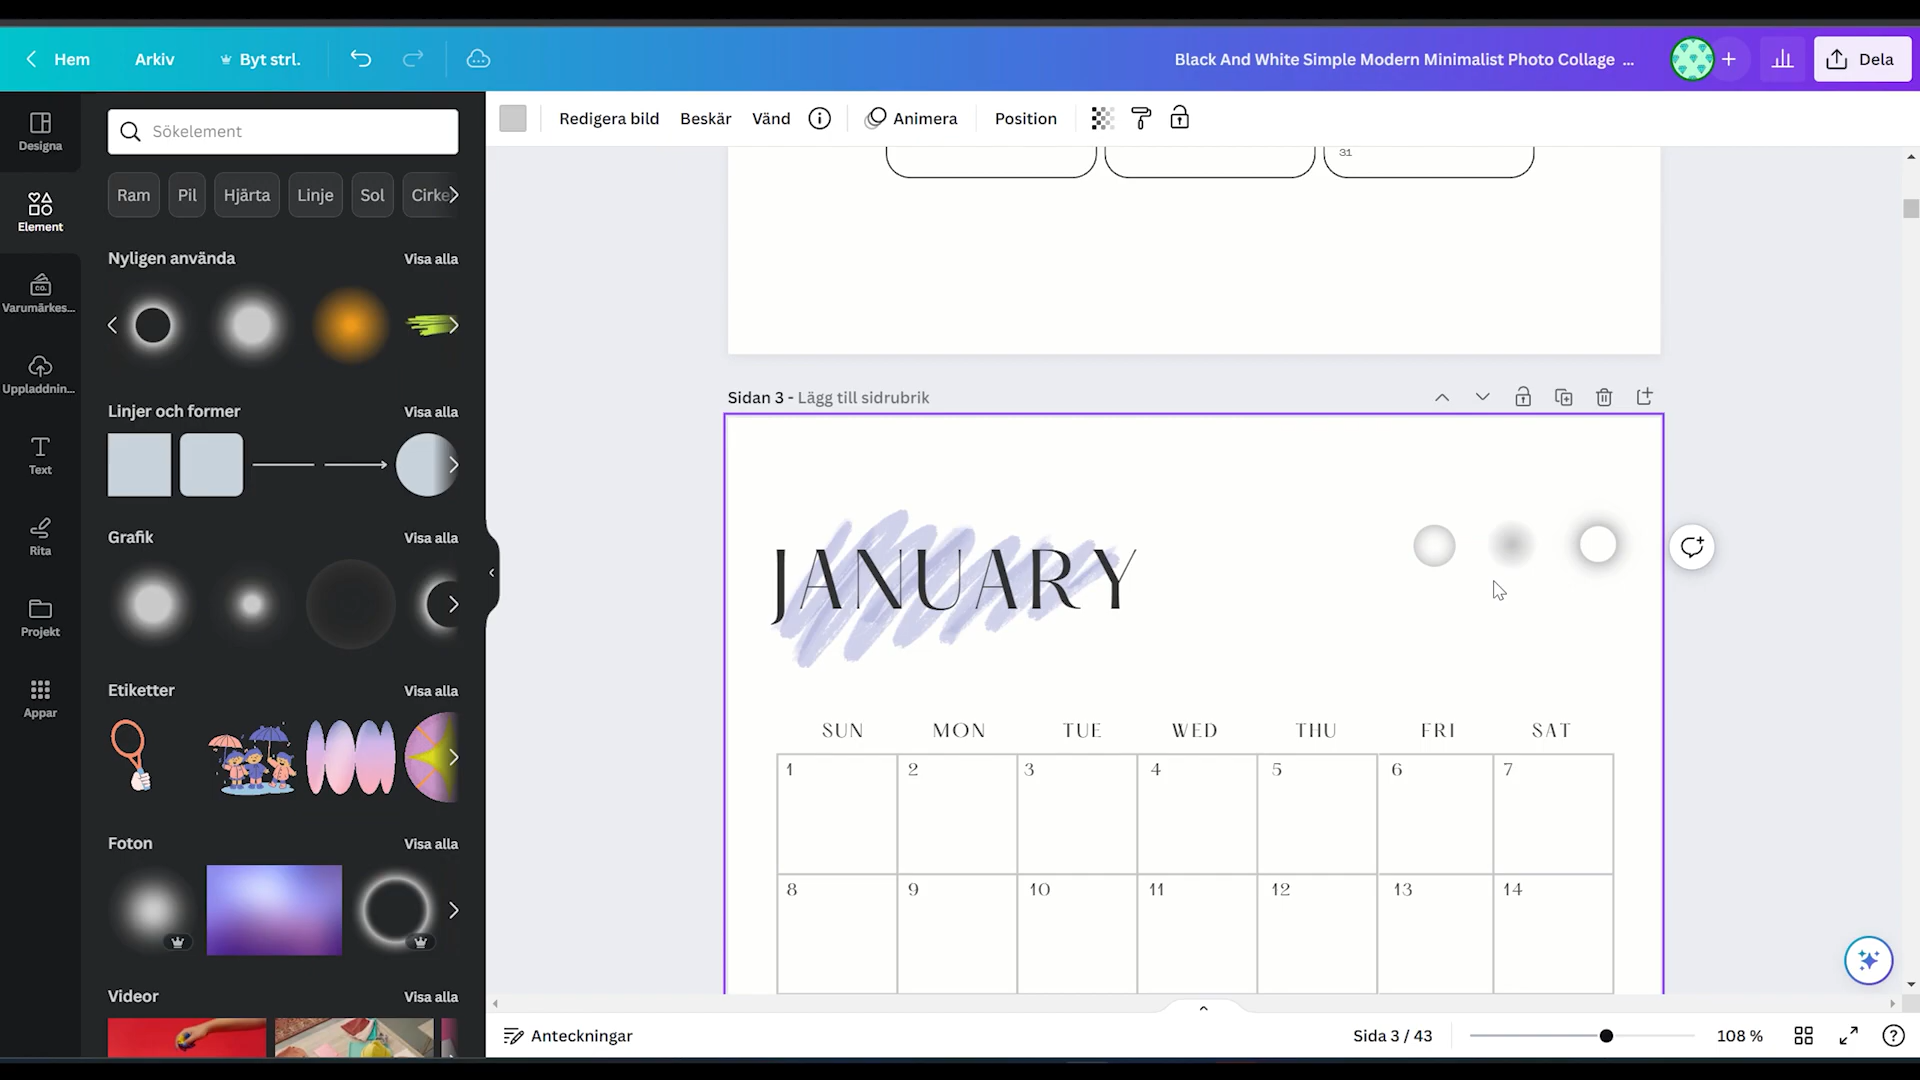 Hem Arkiv Byt strl. Black And White Simple Modern Minimalist Photo Collage ... Dela
Designa
Element
Varumärkes...
CO.
Uppladdnin...
Text
Rita
Projekt
Appar
Sökelement
Ram Pil Hjärta Linje Sol Cirke
Nyligen använda Visa alla
Linjer och former Visa alla
Grafik Visa alla
Etiketter Visa alla
Foton Visa alla
Videor Visa alla
Redigera bild Beskär Vänd Animera Position
31
Sidan 3 - Lägg till sidrubrik
JANUARY
SUN MON TUE WED THU FRI SAT
1 2 3 4 5 6 7
8 9 10 11 12 13 14
Anteckningar Sida 3 / 43 108 %